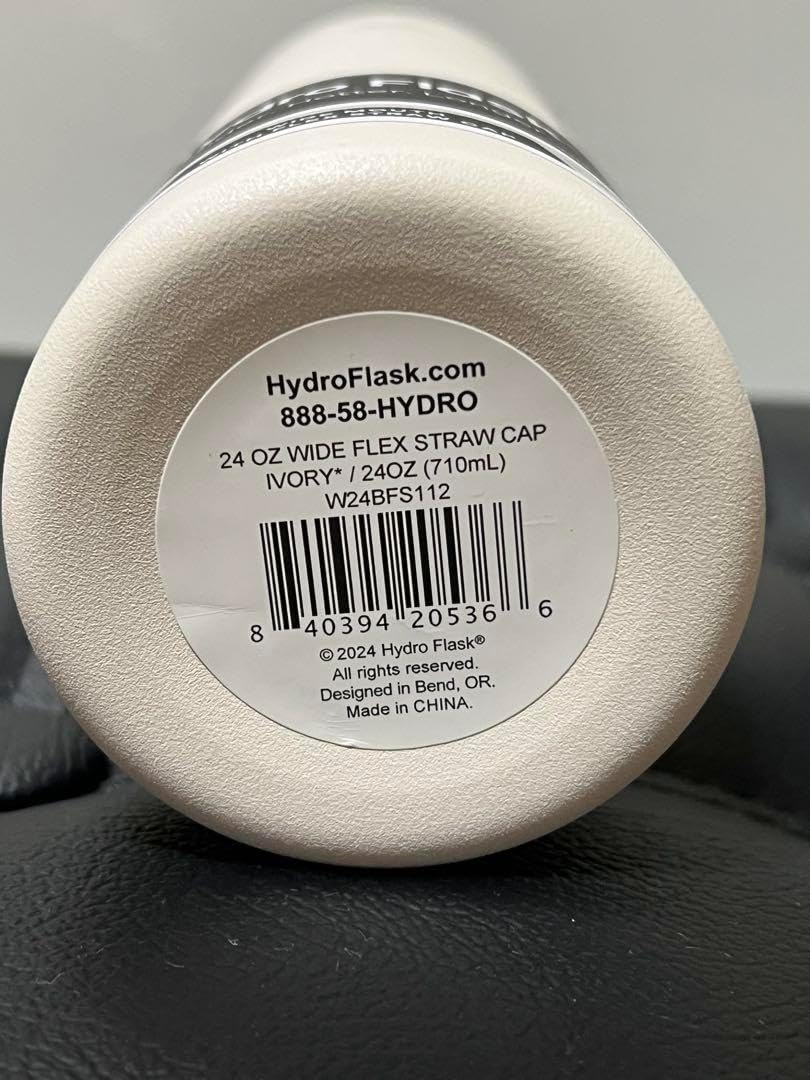 HydroFlask.com
888-58-HYDRO
24 OZ WIDE FLEX STRAW CAP
IVORY* / 24OZ (710mL)
W24BFS112
8 40394 20536 6
© 2024 Hydro Flask®
All rights reserved.
Designed in Bend, OR.
Made in CHINA.